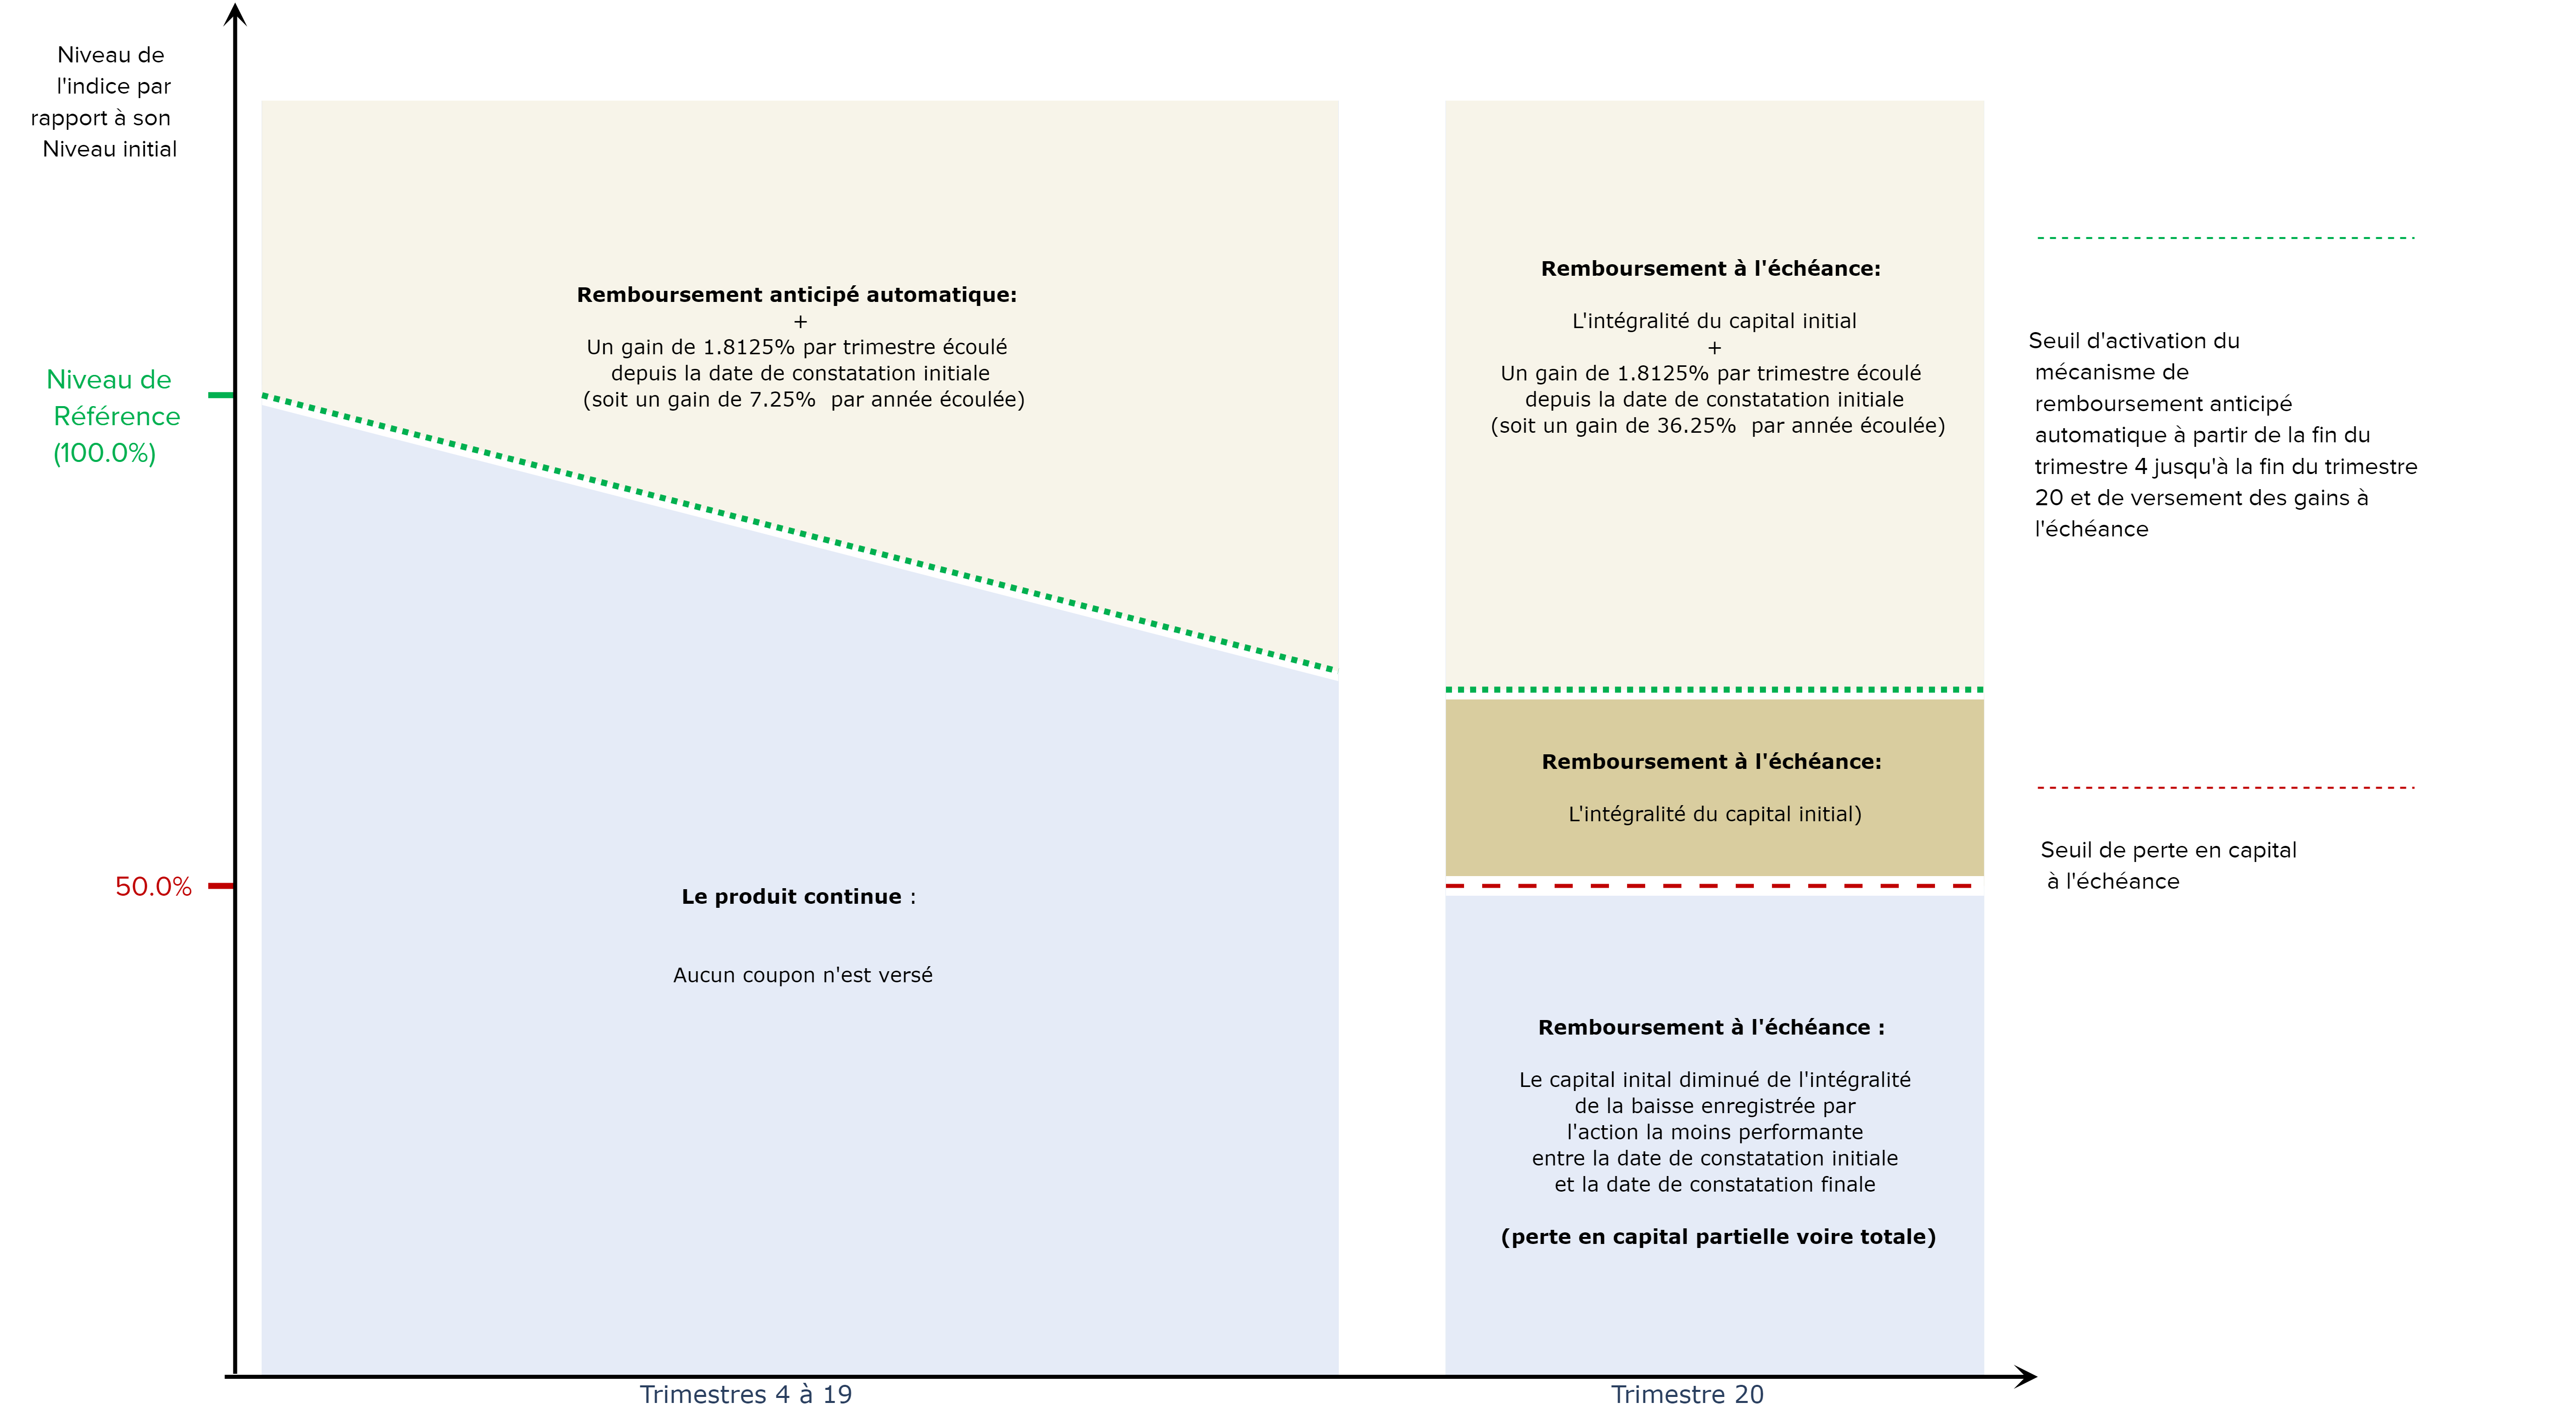 Niveau de
l'indice par
rapport à son
Niveau initial
Niveau de
Référence
(100.0%)
50.0%
Remboursement anticipé automatique:
+
Un gain de 1.8125% par trimestre écoulé
depuis la date de constatation initiale
(soit un gain de 7.25%  par année écoulée)
Le produit continue :
Aucun coupon n'est versé
Trimestres 4 à 19
Remboursement à l'échéance:
L'intégralité du capital initial
+
Un gain de 1.8125% par trimestre écoulé
depuis la date de constatation initiale
(soit un gain de 36.25%  par année écoulée)
Remboursement à l'échéance:
L'intégralité du capital initial)
Remboursement à l'échéance :
Le capital inital diminué de l'intégralité
de la baisse enregistrée par
l'action la moins performante
entre la date de constatation initiale
et la date de constatation finale
(perte en capital partielle voire totale)
Trimestre 20
Seuil d'activation du
mécanisme de
remboursement anticipé
automatique à partir de la fin du
trimestre 4 jusqu'à la fin du trimestre
20 et de versement des gains à
l'échéance
Seuil de perte en capital
à l'échéance